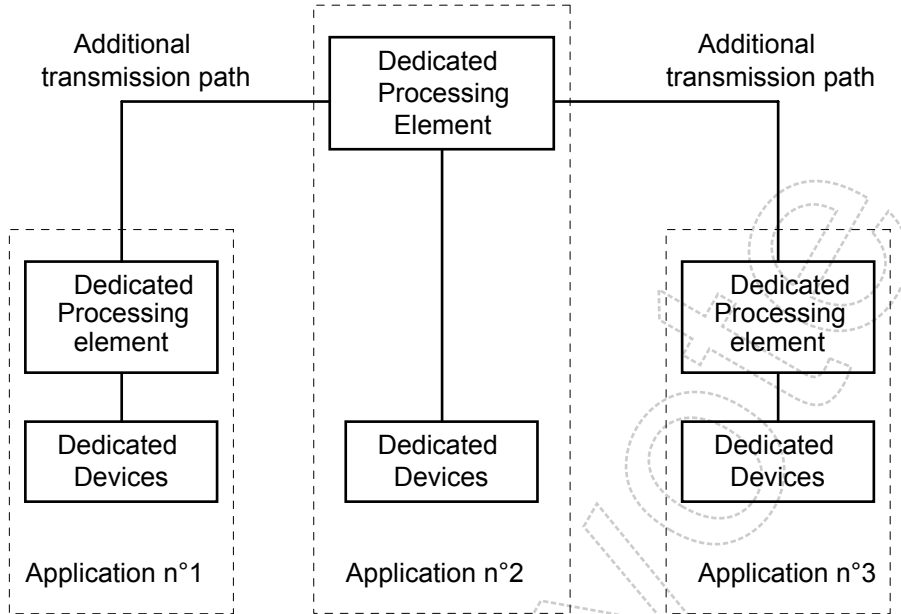 Additional
transmission path
Dedicated
Processing
Element
Additional
transmission path
Dedicated
Processing
element
Dedicated
Processing
element
Dedicated
Devices
Dedicated
Devices
Dedicated
Devices
Application n°1
Application n°2
Application n°3